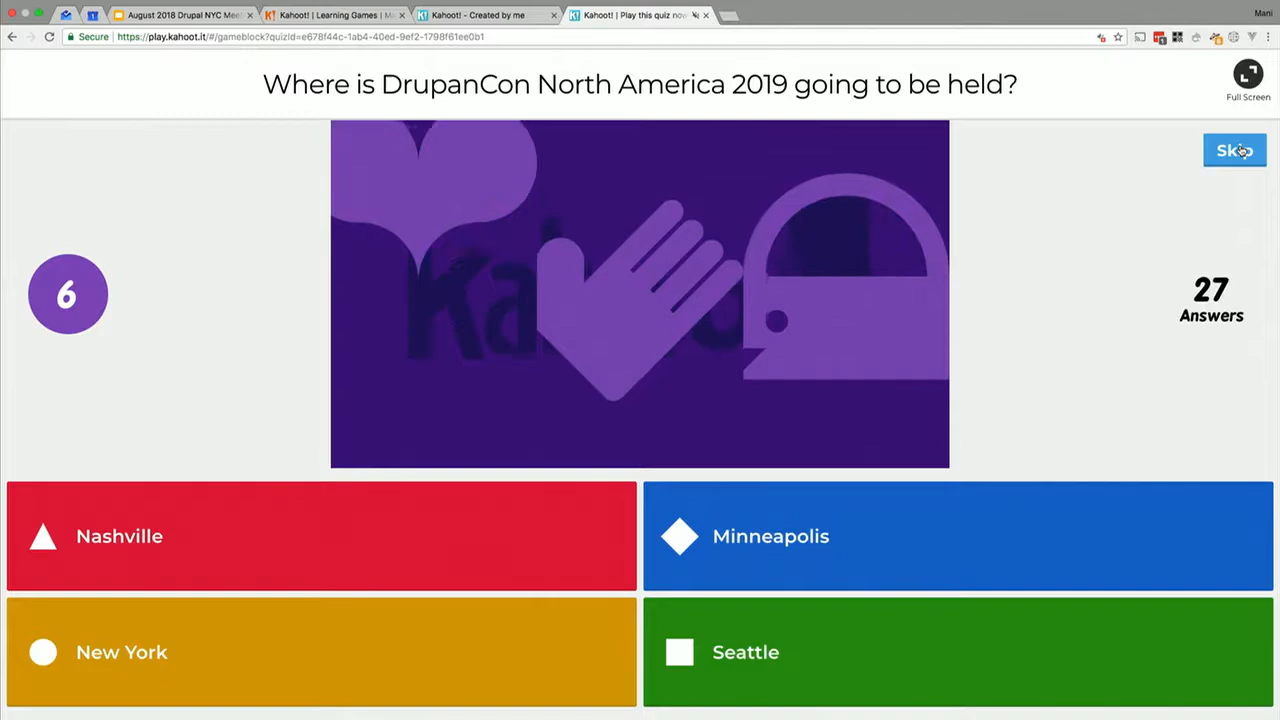 August 2018 Drupal NYC Mee
Kahoot! | Learning Games | M
Kahoot! - Created by me
Kahoot! | Play this quiz now
Mani
Secure https://play.kahoot.it/#/gameblock?quizId=e678f44c-1ab4-40ed-9ef2-1798f61ee0b1
Where is DrupanCon North America 2019 going to be held?
Full Screen
Skip
6
27
Answers
Nashville
Minneapolis
New York
Seattle